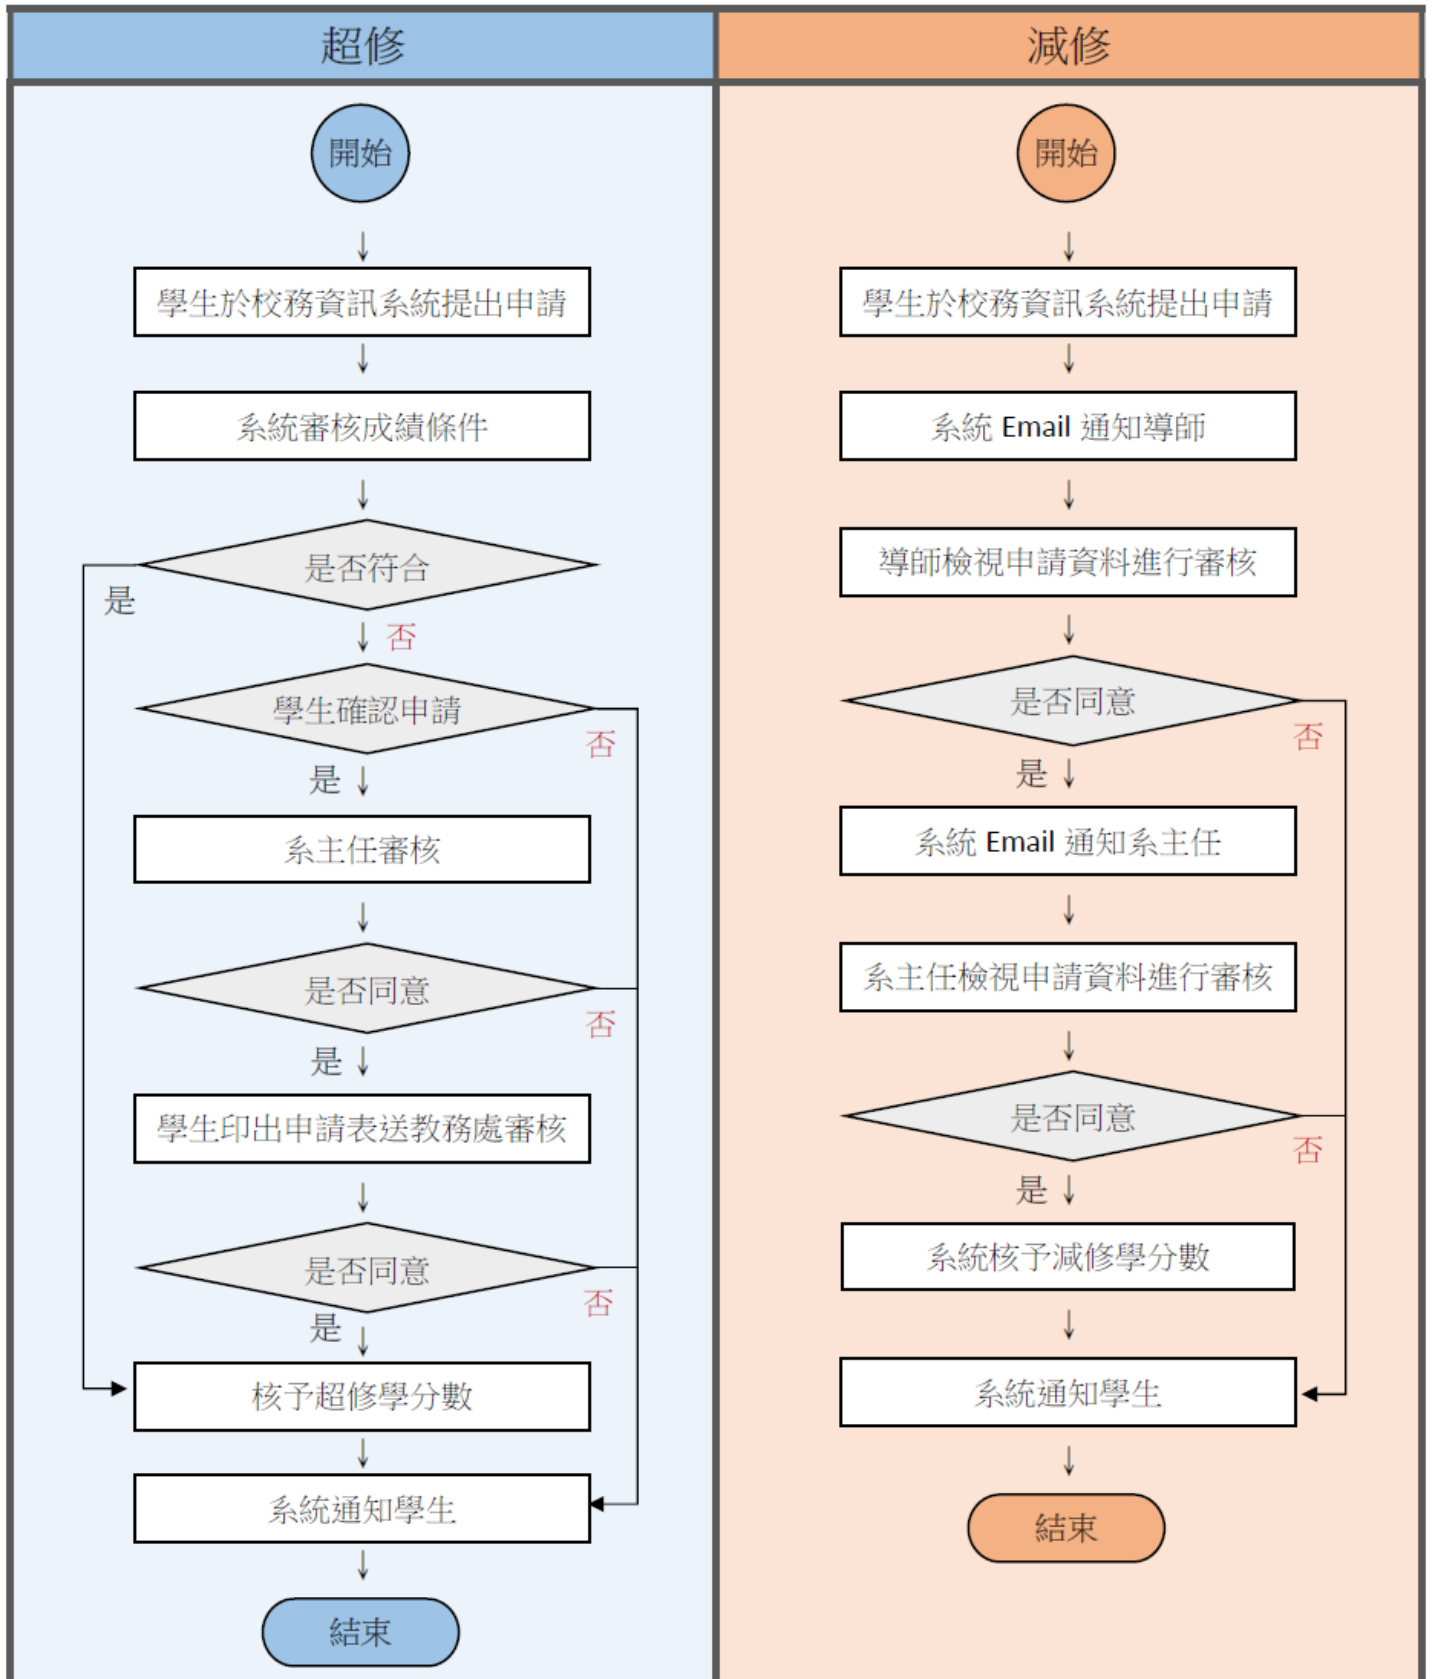 超修
開始
學生於校務資訊系統提出申請
系統審核成績條件
是否符合
是
否
學生確認申請
否
是
系主任審核
是否同意
否
是
學生印出申請表送教務處審核
是否同意
否
是
核予超修學分數
系統通知學生
結束
減修
開始
學生於校務資訊系統提出申請
系統 Email 通知導師
導師檢視申請資料進行審核
是否同意
否
是
系統 Email 通知系主任
系主任檢視申請資料進行審核
是否同意
否
是
系統核予減修學分數
系統通知學生
結束